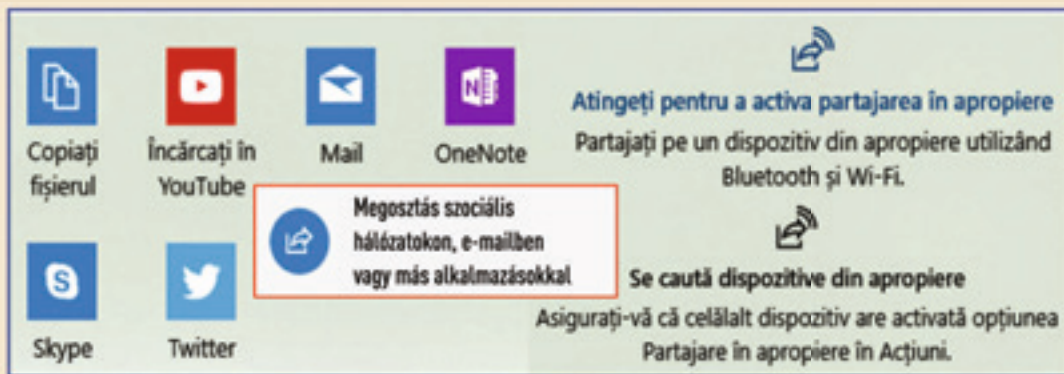 Copiați
fișierul
Încărcați în
YouTube
Mail
OneNote
Skype
Twitter
Megosztás szociális
hálózatokon, e-mailben
vagy más alkalmazásokkal
Atingeți pentru a activa partajarea în apropiere
Partajați pe un dispozitiv din apropiere utilizând
Bluetooth și Wi-Fi.
Se caută dispozitive din apropiere
Asigurați-vă că celălalt dispozitiv are activată opțiunea
Partajare în apropiere în Acțiuni.